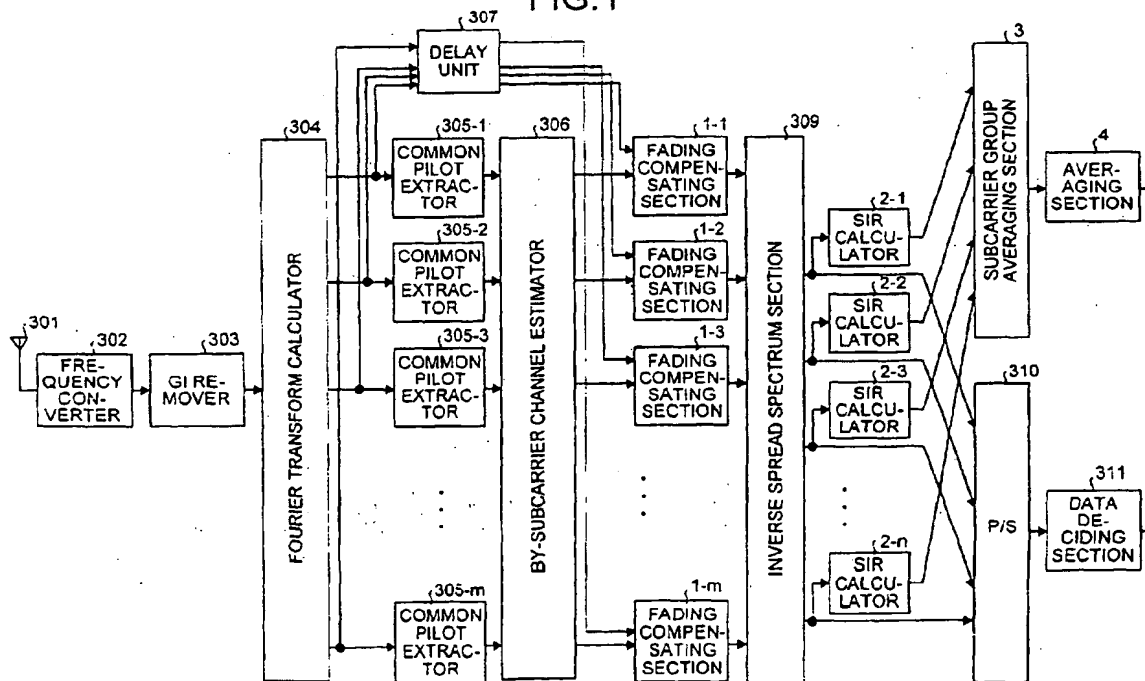 FIG.1
307
DELAY
UNIT
304
FOURIER TRANSFORM CALCULATOR
305-1
COMMON
PILOT
EXTRAC-
TOR
305-2
COMMON
PILOT
EXTRAC-
TOR
305-3
COMMON
PILOT
EXTRAC-
TOR
305-m
COMMON
PILOT
EXTRAC-
TOR
306
BY-SUBCARRIER CHANNEL ESTIMATOR
1-1
FADING
COMPEN-
SATING
SECTION
1-2
FADING
COMPEN-
SATING
SECTION
1-3
FADING
COMPEN-
SATING
SECTION
1-m
FADING
COMPEN-
SATING
SECTION
309
INVERSE SPREAD SPECTRUM SECTION
2-1
SIR
CALCU-
LATOR
2-2
SIR
CALCU-
LATOR
2-3
SIR
CALCU-
LATOR
2-n
SIR
CALCU-
LATOR
3
SUBCARRIER GROUP
AVERAGING SECTION
4
AVER-
AGING
SECTION
310
P/S
311
DATA
DE-
CIDING
SECTION
301
302
FRE-
QUENCY
CON-
VERTER
303
GI RE-
MOVER